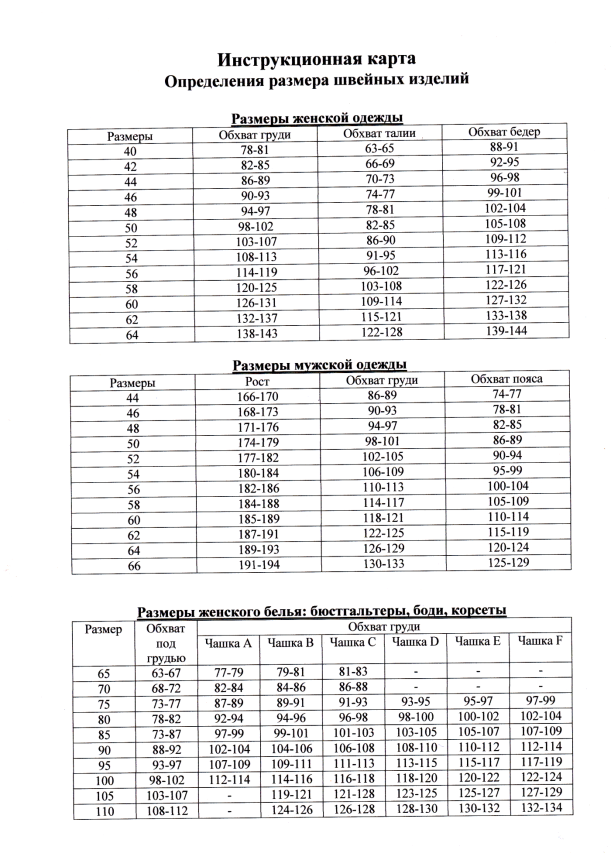 Инструкционная карта
Определения размера швейных изделий
Размеры женской одежды
Размеры Обхват груди Обхват талии Обхват бедер
40 78-81 63-65 88-91
42 82-85 66-69 92-95
44 86-89 70-73 96-98
46 90-93 74-77 99-101
48 94-97 78-81 102-104
50 98-102 82-85 105-108
52 103-107 86-90 109-112
54 108-113 91-95 113-116
56 114-119 96-102 117-121
58 120-125 103-108 122-126
60 126-131 109-114 127-132
62 132-137 115-121 133-138
64 138-143 122-128 139-144
Размеры мужской одежды
Размеры Рост Обхват груди Обхват пояса
44 166-170 86-89 74-77
46 168-173 90-93 78-81
48 171-176 94-97 82-85
50 174-179 98-101 86-89
52 177-182 102-105 90-94
54 180-184 106-109 95-99
56 182-186 110-113 100-104
58 184-188 114-117 105-109
60 185-189 118-121 110-114
62 187-191 122-125 115-119
64 189-193 126-129 120-124
66 191-194 130-133 125-129
Размеры женского белья: бюстгальтеры, боди, корсеты
Размер Обхват под грудью Обхват груди
Чашка A Чашка B Чашка C Чашка D Чашка E Чашка F
65 63-67 77-79 79-81 81-83 - - -
70 68-72 82-84 84-86 86-88 - - -
75 73-77 87-89 89-91 91-93 93-95 95-97 97-99
80 78-82 92-94 94-96 96-98 98-100 100-102 102-104
85 73-87 97-99 99-101 101-103 103-105 105-107 107-109
90 88-92 102-104 104-106 106-108 108-110 110-112 112-114
95 93-97 107-109 109-111 111-113 113-115 115-117 117-119
100 98-102 112-114 114-116 116-118 118-120 120-122 122-124
105 103-107 - 119-121 121-128 123-125 125-127 127-129
110 108-112 - 124-126 126-128 128-130 130-132 132-134